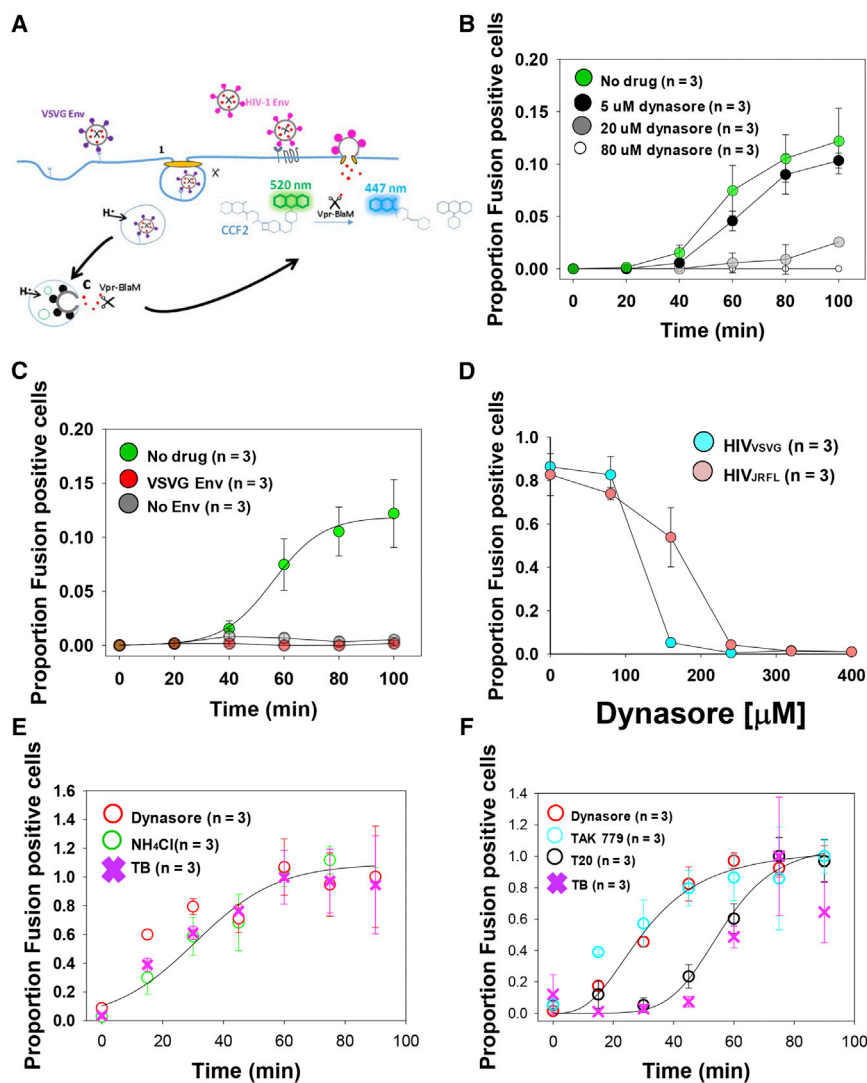 A
VSVG Env
HIV-1 Env
1
520 nm
447 nm
CCF2
Vpr-BlaM
H+
H+
C
Vpr-BlaM
B
Proportion Fusion positive cells
0.20
0.15
0.10
0.05
0.00
No drug (n = 3)
5 uM dynasore (n = 3)
20 uM dynasore (n = 3)
80 uM dynasore (n = 3)
0 20 40 60 80 100
Time (min)
C
Proportion Fusion positive cells
0.20
0.15
0.10
0.05
0.00
No drug (n = 3)
VSVG Env (n = 3)
No Env (n = 3)
0 20 40 60 80 100
Time (min)
D
Proportion Fusion positive cells
1.0
0.8
0.6
0.4
0.2
0.0
HIVVSVG (n = 3)
HIVJRFL (n = 3)
0 100 200 300 400
Dynasore [μM]
E
Proportion Fusion positive cells
1.6
1.4
1.2
1.0
0.8
0.6
0.4
0.2
0.0
Dynasore (n = 3)
NH₄Cl(n = 3)
TB (n = 3)
0 20 40 60 80 100
Time (min)
F
Proportion Fusion positive cells
1.4
1.2
1.0
0.8
0.6
0.4
0.2
0.0
Dynasore (n = 3)
TAK 779 (n = 3)
T20 (n = 3)
TB (n = 3)
0 20 40 60 80 100
Time (min)